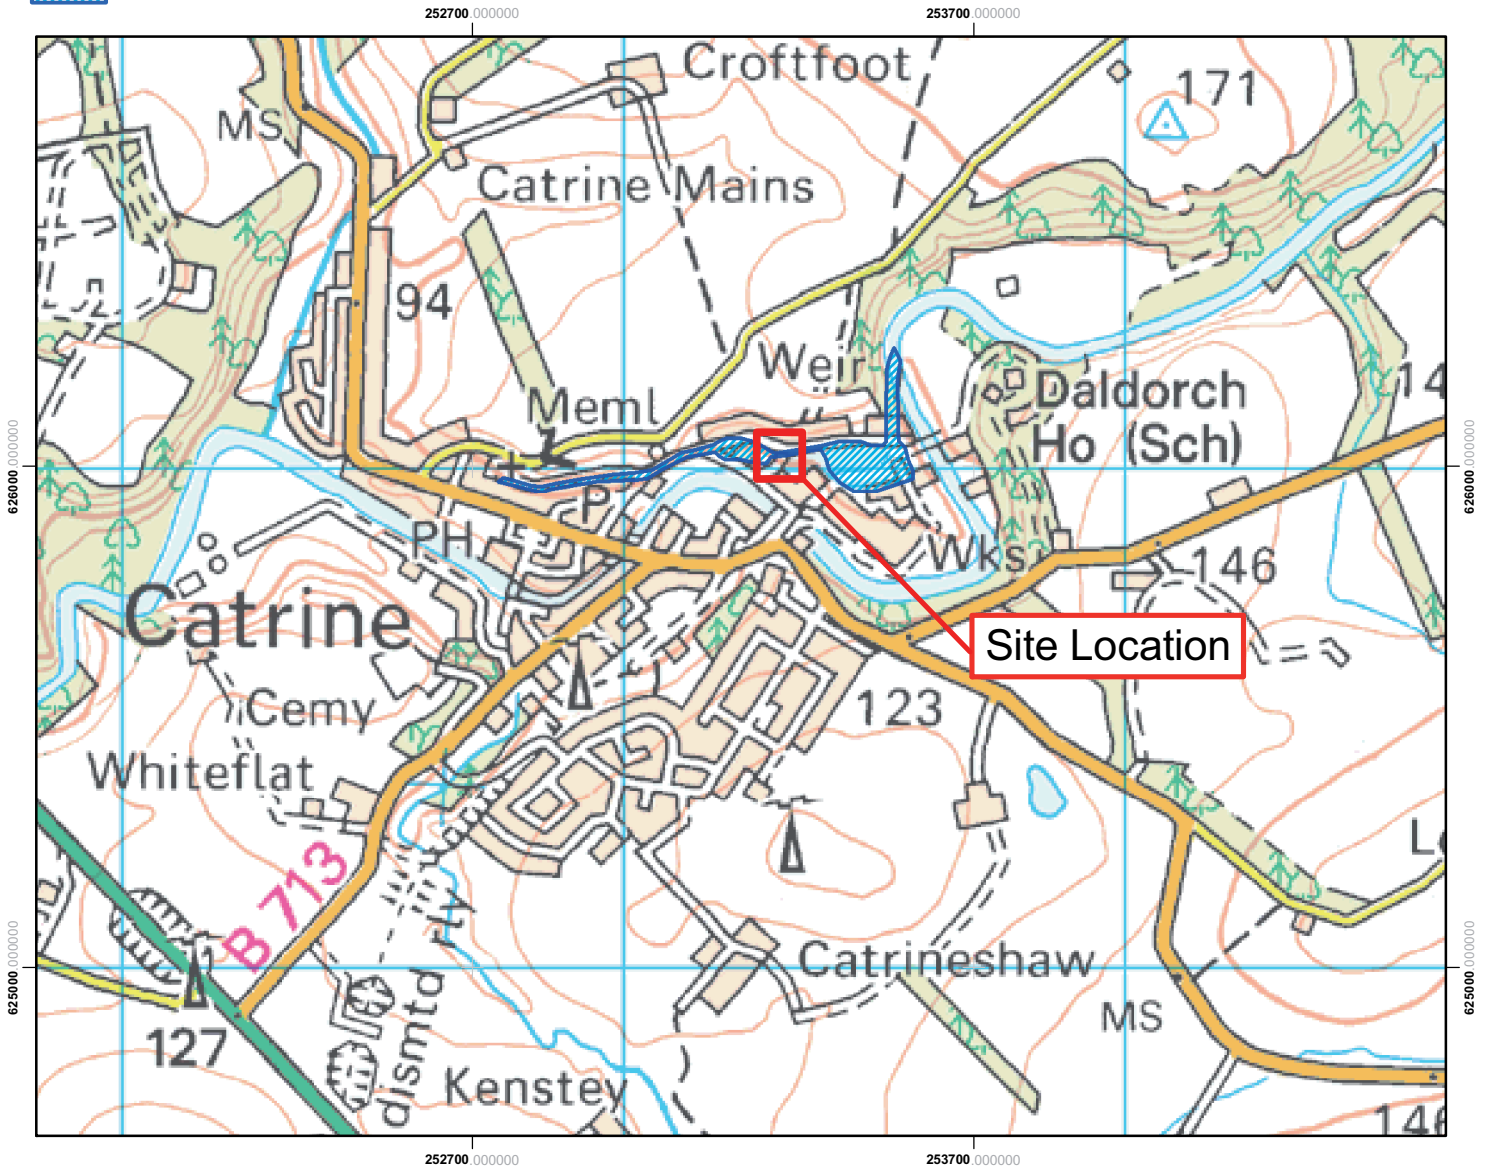 252700.000000
253700.000000
Croftfoot
171
MS
Catrine Mains
94
Weir
Meml
Daldorch
Ho (Sch)
14
626000.000000
626000.000000
P
PH
Wks
146
Catrine
Site Location
Cemy
123
Whiteflat
B 713
rly
dismtd
Catrineshaw
625000.000000
625000.000000
MS
127
Kenstey
146
252700.000000
253700.000000